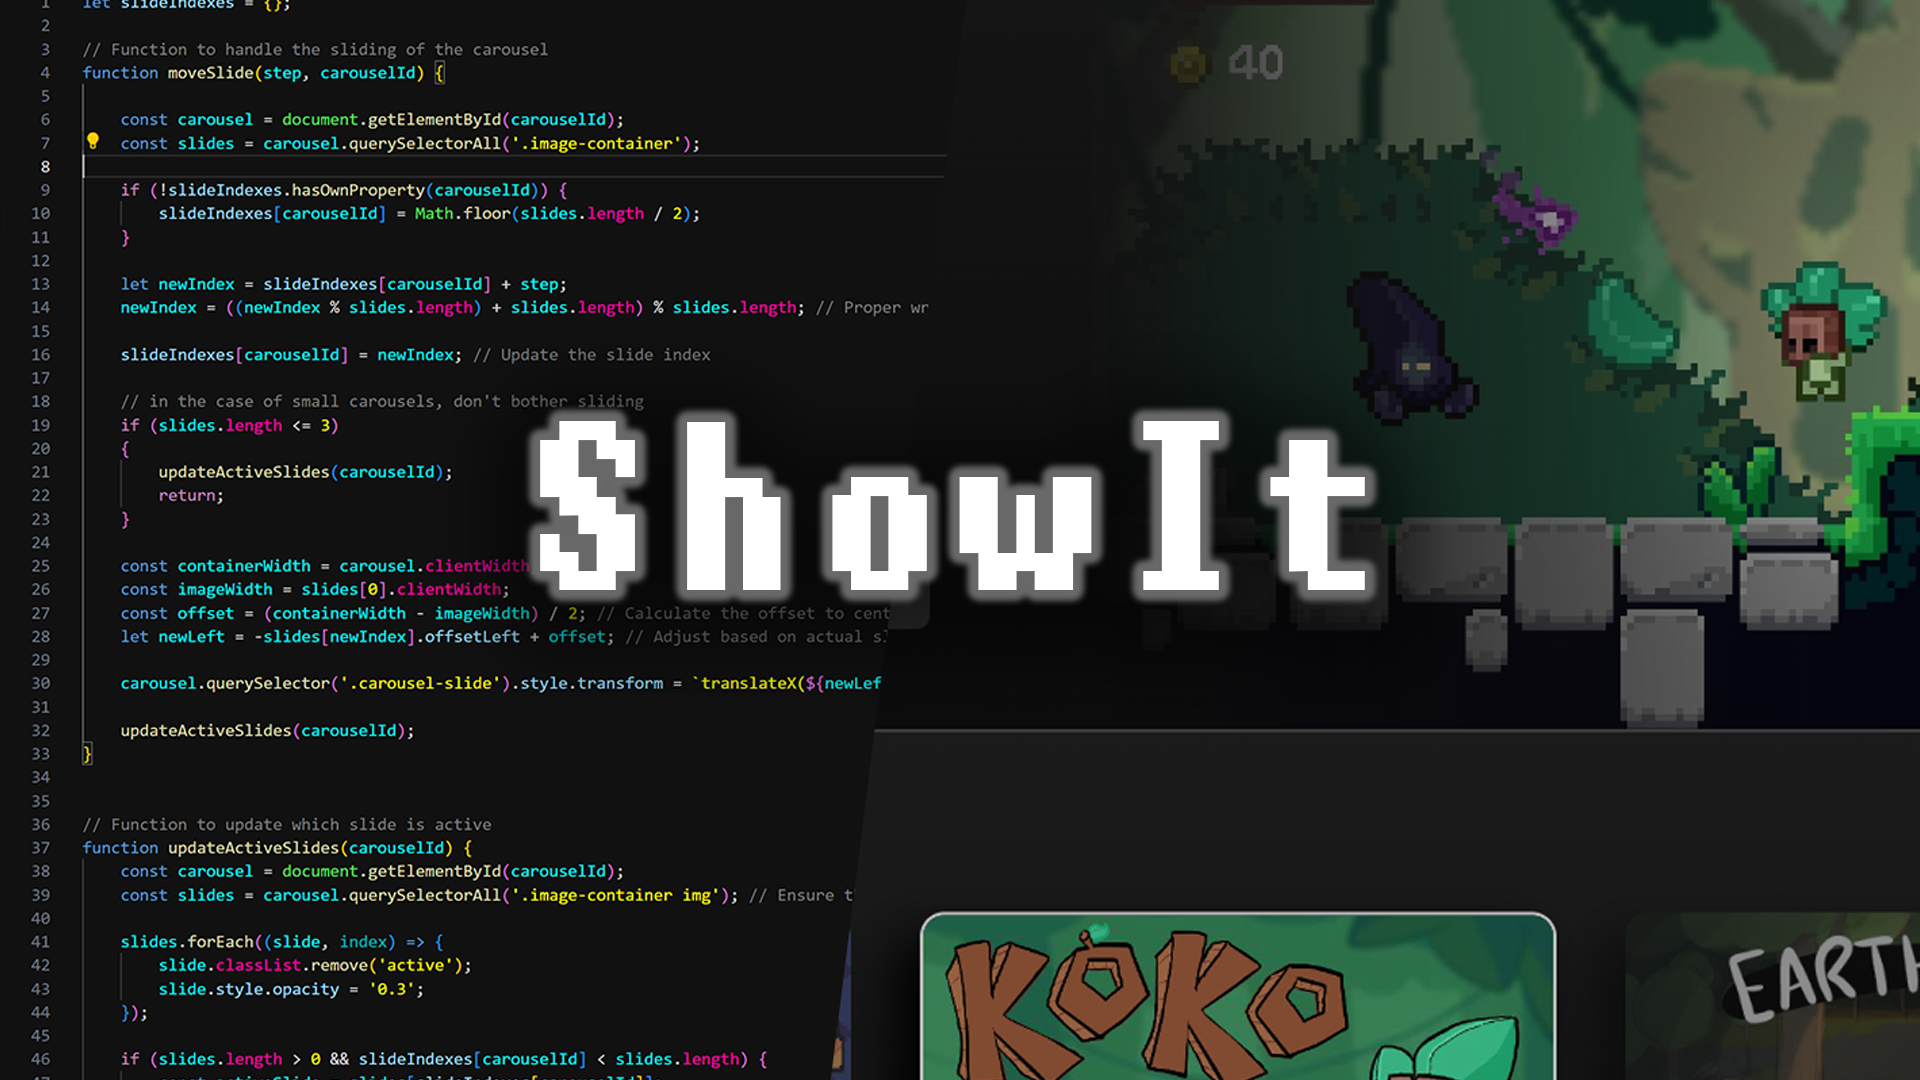 1 let slideIndexes = {};
2
3 // Function to handle the sliding of the carousel
4 function moveSlide(step, carouselId) {
5
6 const carousel = document.getElementById(carouselId);
7 const slides = carousel.querySelectorAll('.image-container');
8
9 if (!slideIndexes.hasOwnProperty(carouselId)) {
10 slideIndexes[carouselId] = Math.floor(slides.length / 2);
11 }
12
13 let newIndex = slideIndexes[carouselId] + step;
14 newIndex = ((newIndex % slides.length) + slides.length) % slides.length; // Proper wr
15
16 slideIndexes[carouselId] = newIndex; // Update the slide index
17
18 // in the case of small carousels, don't bother sliding
19 if (slides.length <= 3)
20 {
21 updateActiveSlides(carouselId);
22 return;
23 }
24
25 const containerWidth = carousel.clientWidth
26 const imageWidth = slides[0].clientWidth;
27 const offset = (containerWidth - imageWidth) / 2; // Calculate the offset to cent
28 let newLeft = -slides[newIndex].offsetLeft + offset; // Adjust based on actual s
29
30 carousel.querySelector('.carousel-slide').style.transform = `translateX(${newLef
31
32 updateActiveSlides(carouselId);
33 }
34
35
36 // Function to update which slide is active
37 function updateActiveSlides(carouselId) {
38 const carousel = document.getElementById(carouselId);
39 const slides = carousel.querySelectorAll('.image-container img'); // Ensure t
40
41 slides.forEach((slide, index) => {
42 slide.classList.remove('active');
43 slide.style.opacity = '0.3';
44 });
45
46 if (slides.length > 0 && slideIndexes[carouselId] < slides.length) {
40
ShowIt
KOKO
EARTH